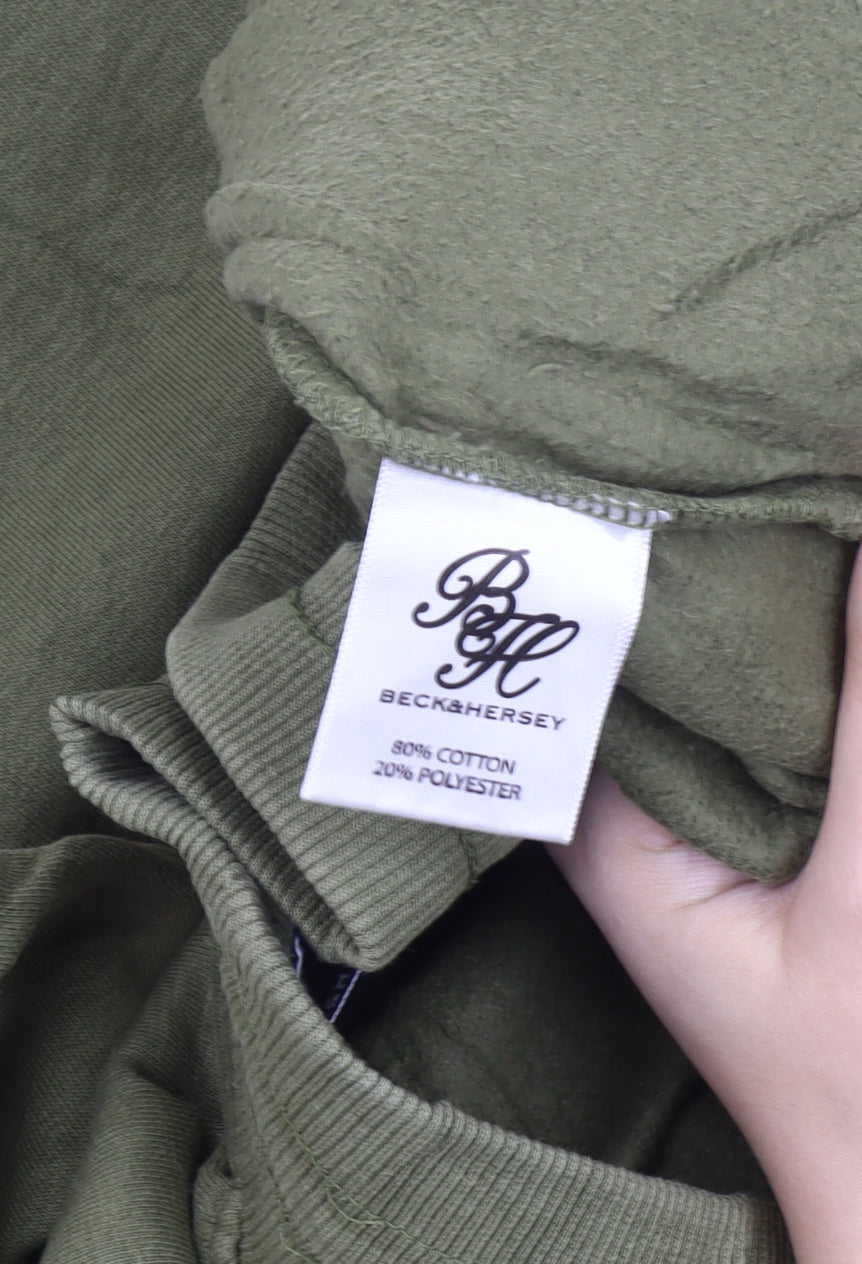 BH
BECK&HERSEY
80% COTTON
20% POLYESTER